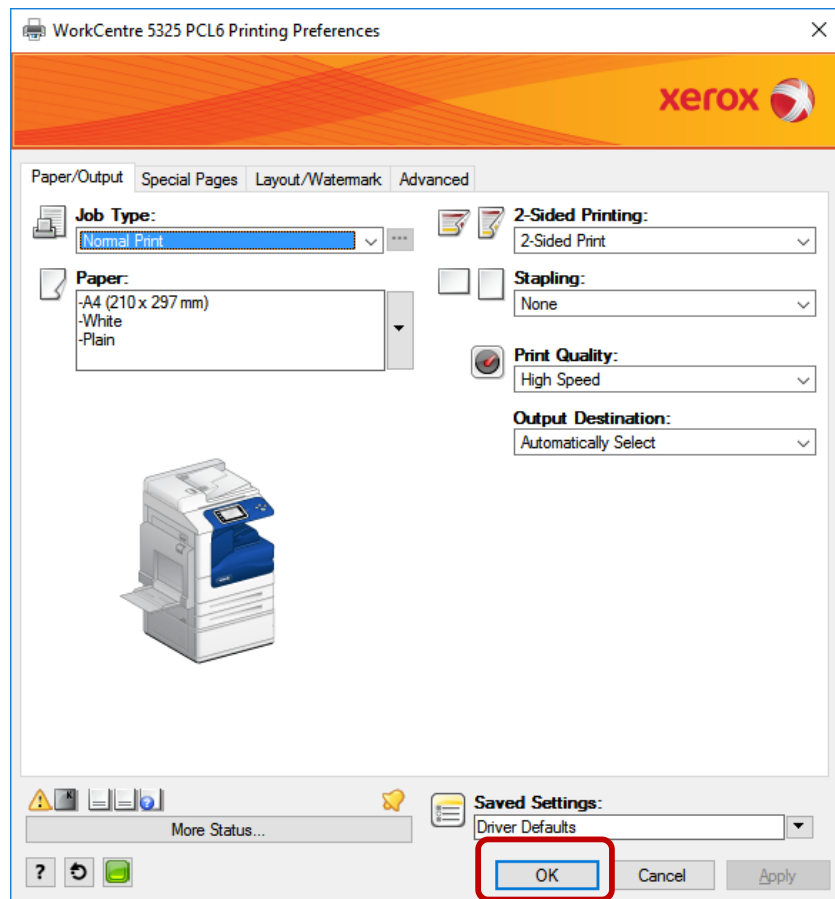 WorkCentre 5325 PCL6 Printing Preferences
xerox
Paper/Output Special Pages Layout/Watermark Advanced
Job Type:
Normal Print
Paper:
-A4 (210 x 297 mm)
-White
-Plain
2-Sided Printing:
2-Sided Print
Stapling:
None
Print Quality:
High Speed
Output Destination:
Automatically Select
K
More Status...
Saved Settings:
Driver Defaults
OK Cancel Apply